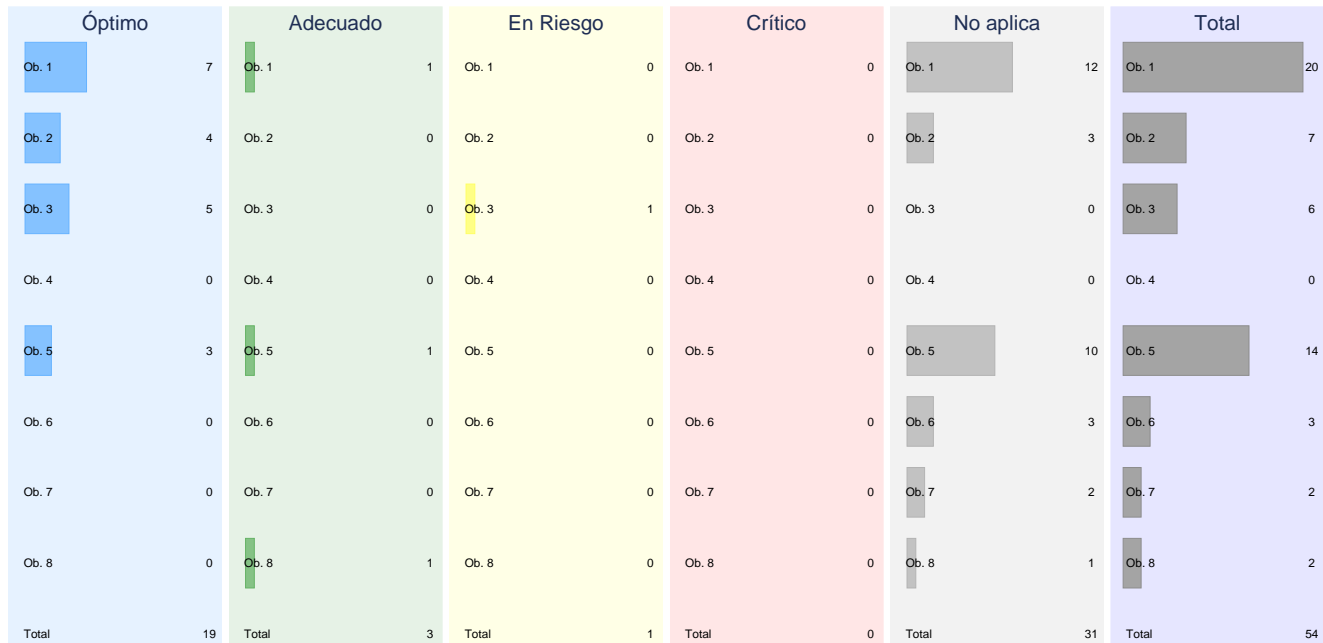 Óptimo Adecuado En Riesgo Crítico No aplica Total
Ob. 1 7 Ob. 1 1 Ob. 1 0 Ob. 1 0 Ob. 1 12 Ob. 1 20
Ob. 2 4 Ob. 2 0 Ob. 2 0 Ob. 2 0 Ob. 2 3 Ob. 2 7
Ob. 3 5 Ob. 3 0 Ob. 3 1 Ob. 3 0 Ob. 3 0 Ob. 3 6
Ob. 4 0 Ob. 4 0 Ob. 4 0 Ob. 4 0 Ob. 4 0 Ob. 4 0
Ob. 5 3 Ob. 5 1 Ob. 5 0 Ob. 5 0 Ob. 5 10 Ob. 5 14
Ob. 6 0 Ob. 6 0 Ob. 6 0 Ob. 6 0 Ob. 6 3 Ob. 6 3
Ob. 7 0 Ob. 7 0 Ob. 7 0 Ob. 7 0 Ob. 7 2 Ob. 7 2
Ob. 8 0 Ob. 8 1 Ob. 8 0 Ob. 8 0 Ob. 8 1 Ob. 8 2
Total 19 Total 3 Total 1 Total 0 Total 31 Total 54